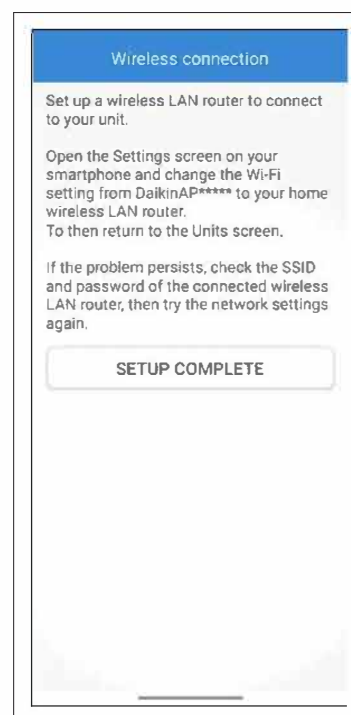 Wireless connection
Set up a wireless LAN router to connect
to your unit.
Open the Settings screen on your
smartphone and change the Wi-Fi
setting from DaikinAP***** to your home
wireless LAN router.
To then return to the Units screen.
If the problem persists, check the SSID
and password of the connected wireless
LAN router, then try the network settings
again.
SETUP COMPLETE